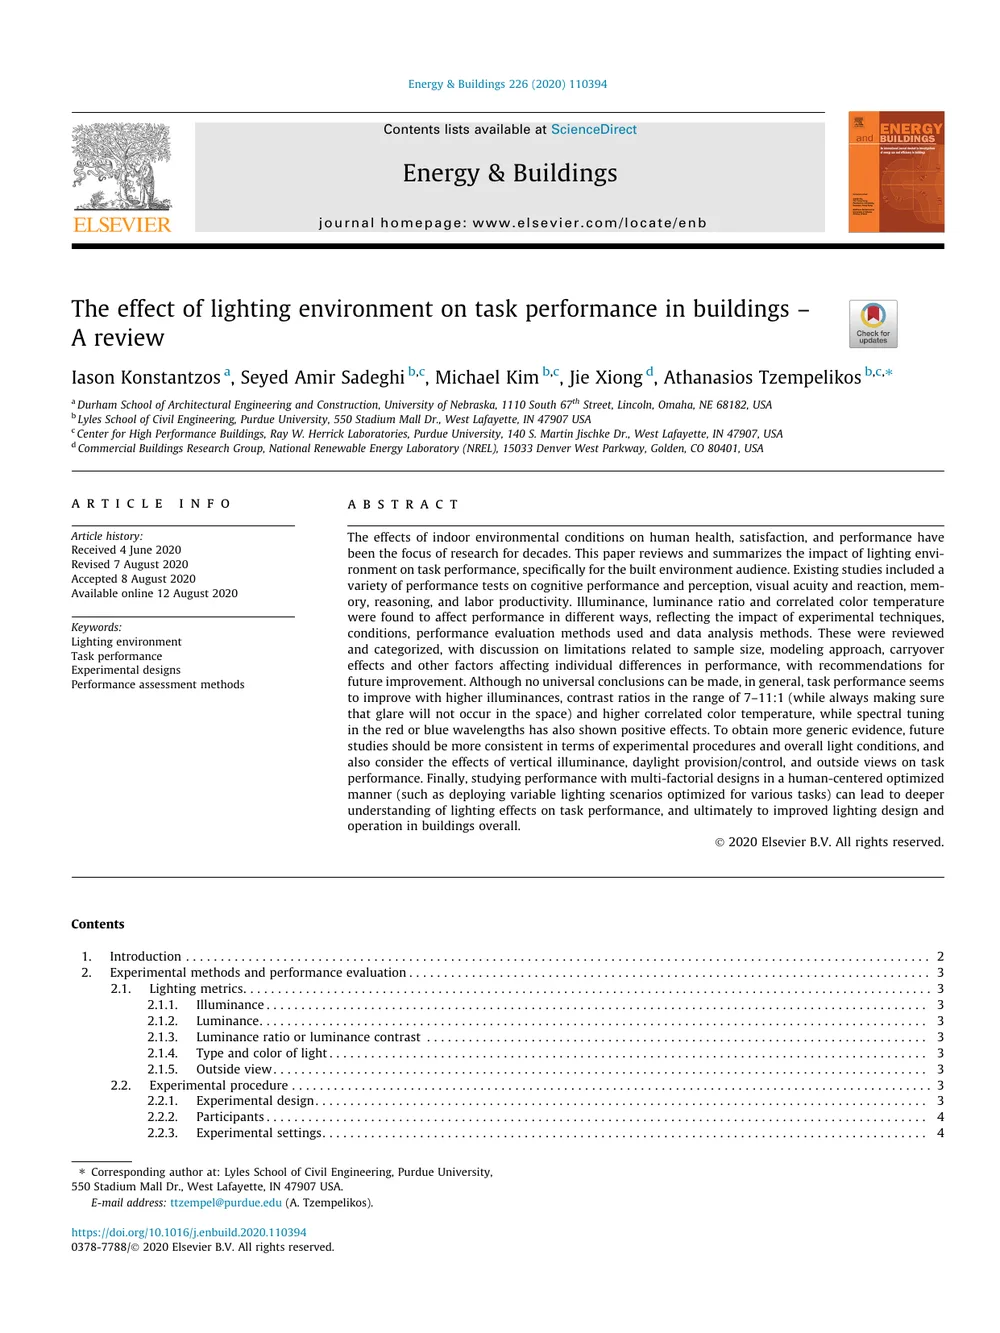 Energy & Buildings 226 (2020) 110394
Contents lists available at ScienceDirect
Energy & Buildings
journal homepage: www.elsevier.com/locate/enb
ELSEVIER
ENERGY
and BUILDINGS
The effect of lighting environment on task performance in buildings –
A review
Check for
updates
Iason Konstantzos a, Seyed Amir Sadeghi b,c, Michael Kim b,c, Jie Xiong d, Athanasios Tzempelikos b,c,*
a Durham School of Architectural Engineering and Construction, University of Nebraska, 1110 South 67th Street, Lincoln, Omaha, NE 68182, USA
b Lyles School of Civil Engineering, Purdue University, 550 Stadium Mall Dr., West Lafayette, IN 47907 USA
c Center for High Performance Buildings, Ray W. Herrick Laboratories, Purdue University, 140 S. Martin Jischke Dr., West Lafayette, IN 47907, USA
d Commercial Buildings Research Group, National Renewable Energy Laboratory (NREL), 15033 Denver West Parkway, Golden, CO 80401, USA
ARTICLE INFO
Article history:
Received 4 June 2020
Revised 7 August 2020
Accepted 8 August 2020
Available online 12 August 2020
Keywords:
Lighting environment
Task performance
Experimental designs
Performance assessment methods
ABSTRACT
The effects of indoor environmental conditions on human health, satisfaction, and performance have
been the focus of research for decades. This paper reviews and summarizes the impact of lighting envi-
ronment on task performance, specifically for the built environment audience. Existing studies included a
variety of performance tests on cognitive performance and perception, visual acuity and reaction, mem-
ory, reasoning, and labor productivity. Illuminance, luminance ratio and correlated color temperature
were found to affect performance in different ways, reflecting the impact of experimental techniques,
conditions, performance evaluation methods used and data analysis methods. These were reviewed
and categorized, with discussion on limitations related to sample size, modeling approach, carryover
effects and other factors affecting individual differences in performance, with recommendations for
future improvement. Although no universal conclusions can be made, in general, task performance seems
to improve with higher illuminances, contrast ratios in the range of 7–11:1 (while always making sure
that glare will not occur in the space) and higher correlated color temperature, while spectral tuning
in the red or blue wavelengths has also shown positive effects. To obtain more generic evidence, future
studies should be more consistent in terms of experimental procedures and overall light conditions, and
also consider the effects of vertical illuminance, daylight provision/control, and outside views on task
performance. Finally, studying performance with multi-factorial designs in a human-centered optimized
manner (such as deploying variable lighting scenarios optimized for various tasks) can lead to deeper
understanding of lighting effects on task performance, and ultimately to improved lighting design and
operation in buildings overall.
© 2020 Elsevier B.V. All rights reserved.
Contents
1. Introduction 2
2. Experimental methods and performance evaluation 3
2.1. Lighting metrics. 3
2.1.1. Illuminance 3
2.1.2. Luminance. 3
2.1.3. Luminance ratio or luminance contrast 3
2.1.4. Type and color of light 3
2.1.5. Outside view 3
2.2. Experimental procedure 3
2.2.1. Experimental design. 3
2.2.2. Participants 4
2.2.3. Experimental settings. 4
* Corresponding author at: Lyles School of Civil Engineering, Purdue University,
550 Stadium Mall Dr., West Lafayette, IN 47907 USA.
E-mail address: ttzempel@purdue.edu (A. Tzempelikos).
https://doi.org/10.1016/j.enbuild.2020.110394
0378-7788/© 2020 Elsevier B.V. All rights reserved.